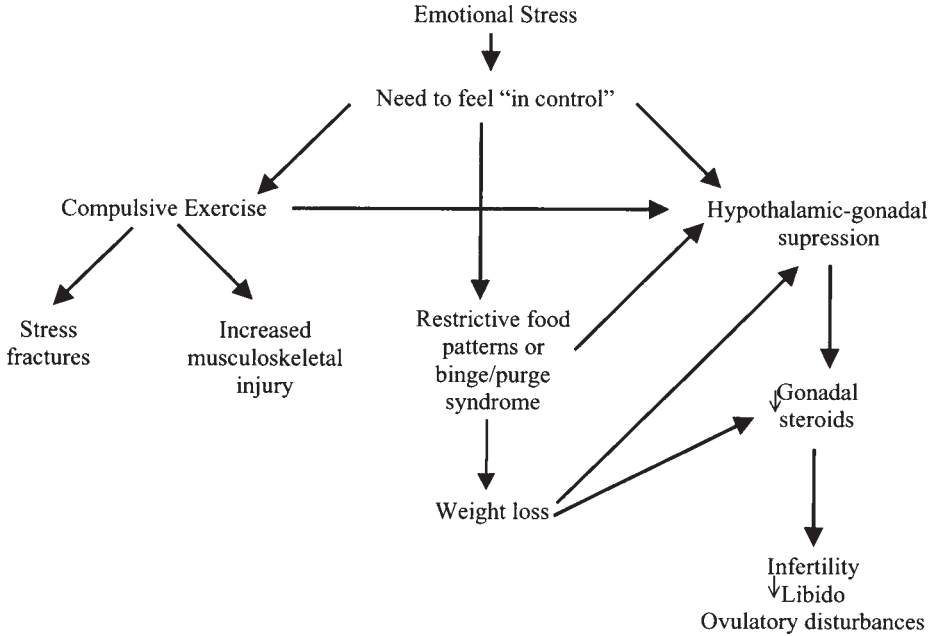 Emotional Stress
Need to feel “in control”
Compulsive Exercise
Hypothalamic-gonadal
supression
Stress
fractures
Increased
musculoskeletal
injury
Restrictive food
patterns or
binge/purge
syndrome
↓Gonadal
steroids
Weight loss
Infertility
↓Libido
Ovulatory disturbances